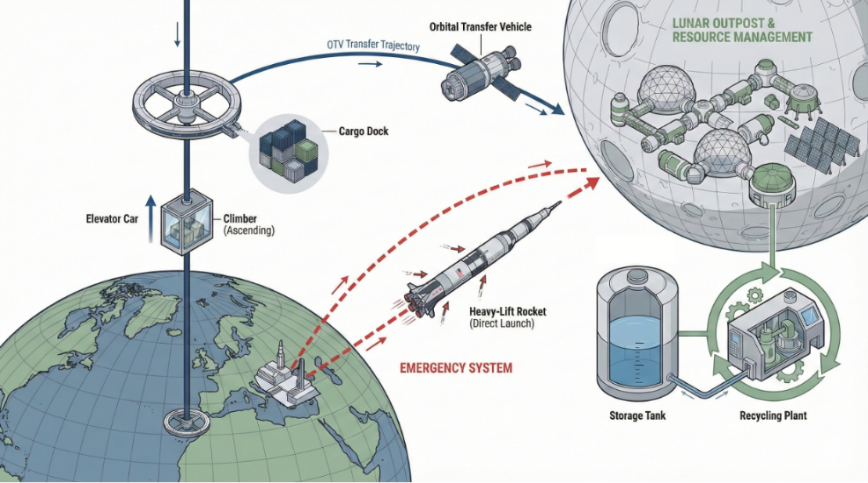 LUNAR OUTPOST &
RESOURCE MANAGEMENT
Orbital Transfer Vehicle
OTV Transfer Trajectory
Cargo Dock
Elevator Car
Climber
(Ascending)
Heavy-Lift Rocket
(Direct Launch)
EMERGENCY SYSTEM
Storage Tank
Recycling Plant